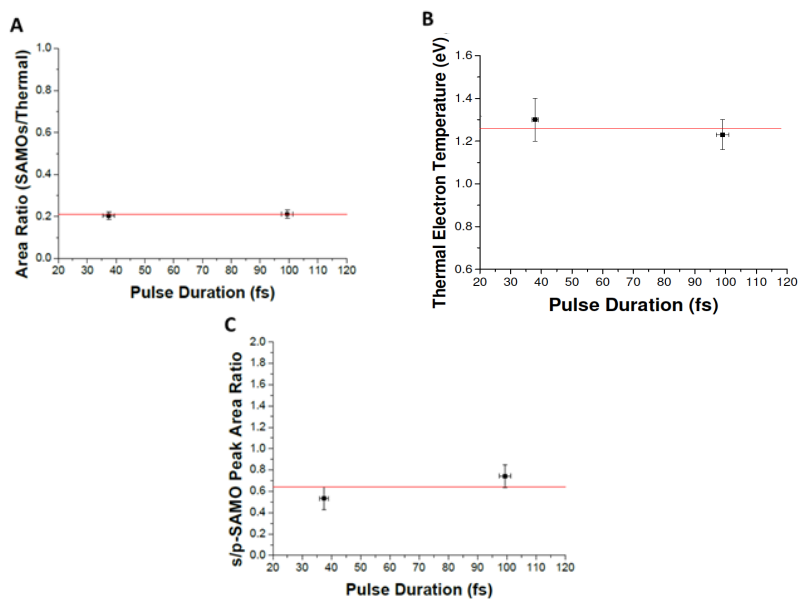 A
Area Ratio (SAMOs/Thermal)
1.0
0.8
0.6
0.4
0.2
0.0
20 30 40 50 60 70 80 90 100 110 120
Pulse Duration (fs)
B
Thermal Electron Temperature (eV)
1.6
1.4
1.2
1.0
0.8
0.6
20 30 40 50 60 70 80 90 100 110 120
Pulse Duration (fs)
C
s/p-SAMO Peak Area Ratio
2.0
1.8
1.6
1.4
1.2
1.0
0.8
0.6
0.4
0.2
0.0
20 30 40 50 60 70 80 90 100 110 120
Pulse Duration (fs)